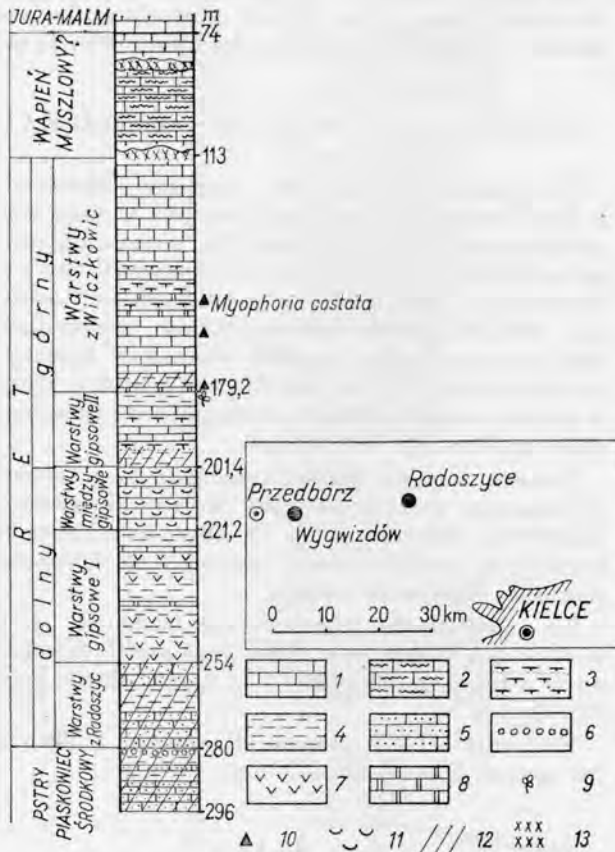 JURA-MALM m
74
WAPIEŃ
MUSZLOWY?
113
RET
górny
Warstwy
z Wilczkowic
Myophoria costata
179,2
Warstwy
gipsowe II
201,4
dolny
Warstwy
między-
gipsowe
221,2
Warstwy
gipsowe I
254
Warstwy
z Radoszyc
280
PSTRY
PIASKOWIEC
ŚRODKOWY
296
Radoszyce
Przedbórz
Wygwizdów
KIELCE
0 10 20 30 km
1 2 3
4 5 6
7 8 9
10 11 12 13